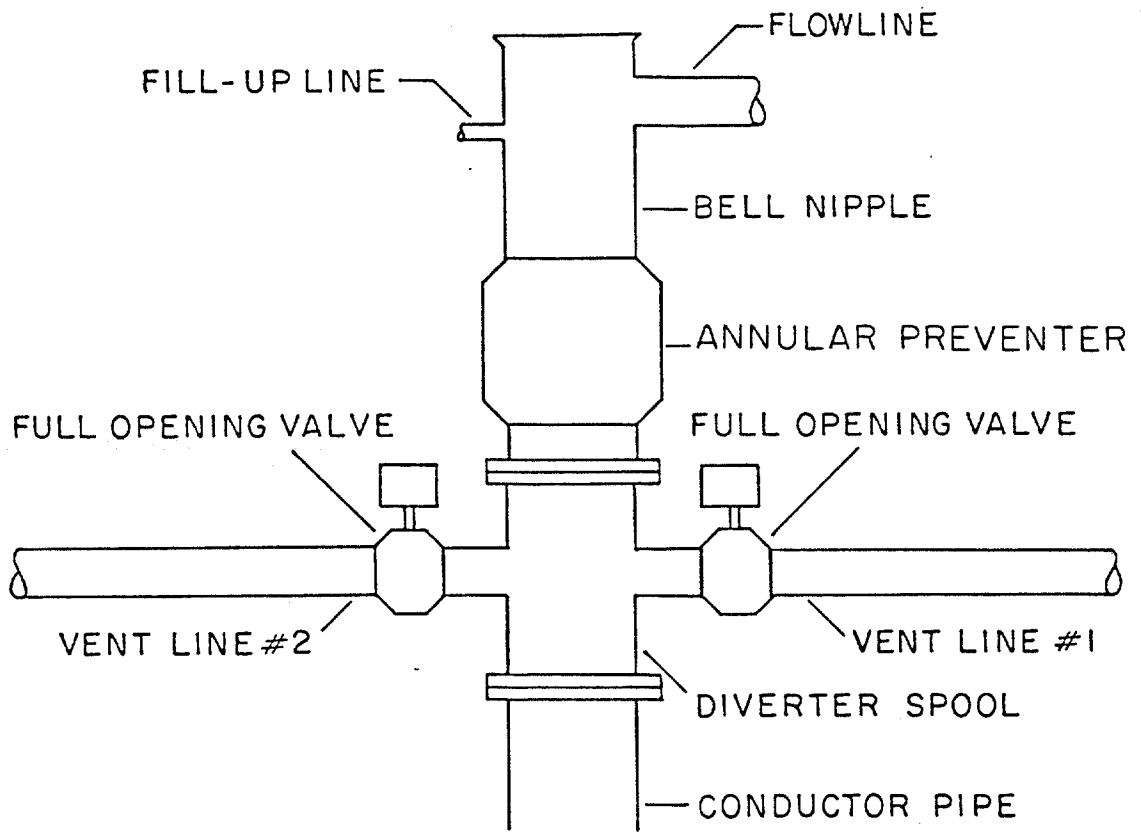 FLOWLINE
FILL-UP LINE
BELL NIPPLE
ANNULAR PREVENTER
FULL OPENING VALVE
FULL OPENING VALVE
VENT LINE #2
VENT LINE #1
DIVERTER SPOOL
CONDUCTOR PIPE